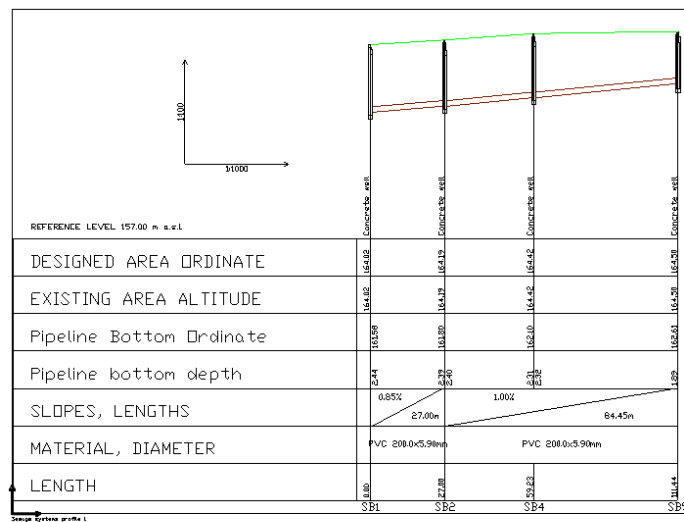 1:100
1:1000
REFERENCE LEVEL 157.00 m a.s.l.
Concrete well Concrete well Concrete well Concrete well
DESIGNED AREA ORDINATE 164.02 164.19 164.42 164.50
EXISTING AREA ALTITUDE 164.02 164.19 164.42 164.50
Pipeline Bottom Ordinate 161.58 161.80 162.10 162.61
Pipeline bottom depth 2.44 2.39 2.40 2.31 2.32 1.89
SLOPES, LENGTHS 0.85% 27.00m 1.00% 84.45m
MATERIAL, DIAMETER PVC 200.0x5.90mm PVC 200.0x5.90mm
LENGTH 0.00 27.00 59.23 111.44
SB1 SB2 SB4
Sewage systems profile 1